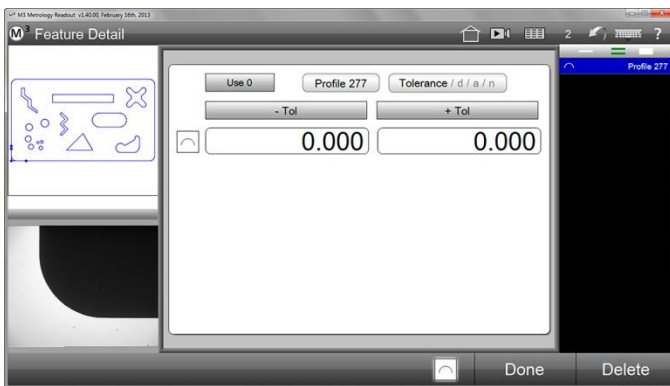 M3 Metrology Readout v1.40.00, February 16th, 2013
M3 Feature Detail
2
?
Profile 277
Use 0
Profile 277
Tolerance / d / a / n
- Tol
+ Tol
0.000
0.000
Done
Delete